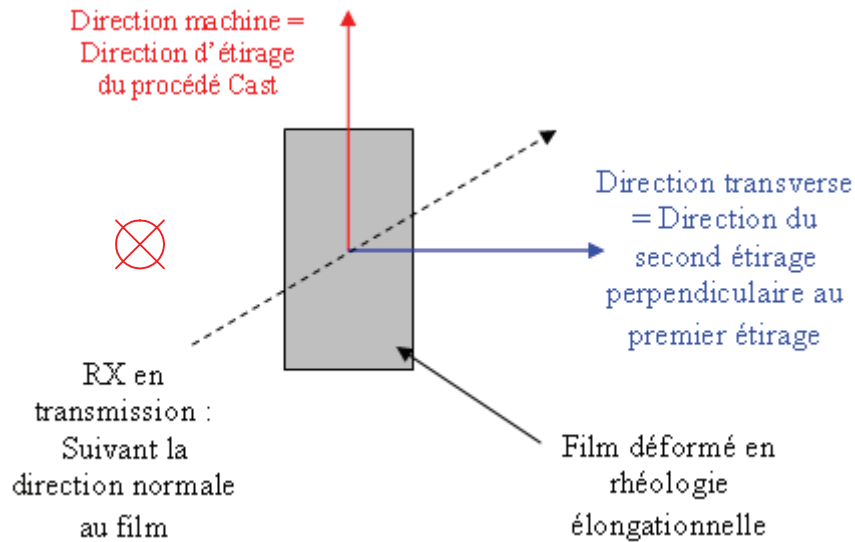 Direction machine =
Direction d'étirage
du procédé Cast
Direction transverse
= Direction du
second étirage
perpendiculaire au
premier étirage
RX en
transmission :
Suivant la
direction normale
au film
Film déformé en
rhéologie
élongationnelle